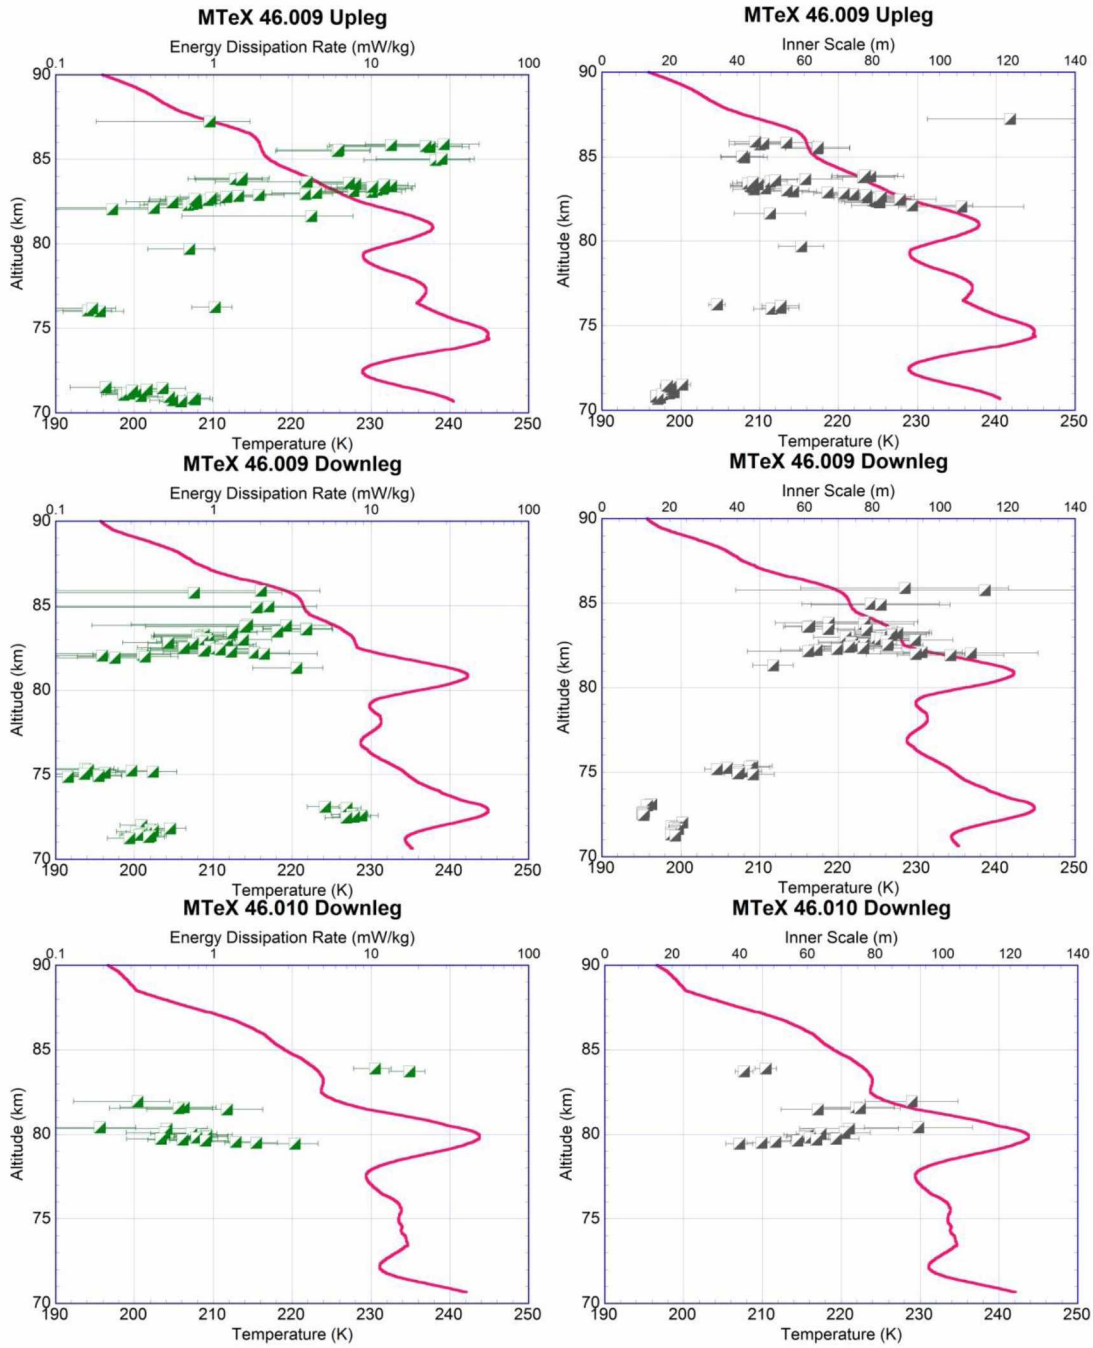 MTeX 46.009 Upleg
Energy Dissipation Rate (mW/kg)
0.1 1 10 100
90
85
80
75
70
Altitude (km)
190 200 210 220 230 240 250
Temperature (K)
MTeX 46.009 Upleg
Inner Scale (m)
0 20 40 60 80 100 120 140
90
85
80
75
70
Altitude (km)
190 200 210 220 230 240 250
Temperature (K)
MTeX 46.009 Downleg
Energy Dissipation Rate (mW/kg)
0.1 1 10 100
90
85
80
75
70
Altitude (km)
190 200 210 220 230 240 250
Temperature (K)
MTeX 46.009 Downleg
Inner Scale (m)
0 20 40 60 80 100 120 140
90
85
80
75
70
Altitude (km)
190 200 210 220 230 240 250
Temperature (K)
MTeX 46.010 Downleg
Energy Dissipation Rate (mW/kg)
0.1 1 10 100
90
85
80
75
70
Altitude (km)
190 200 210 220 230 240 250
Temperature (K)
MTeX 46.010 Downleg
Inner Scale (m)
0 20 40 60 80 100 120 140
90
85
80
75
70
Altitude (km)
190 200 210 220 230 240 250
Temperature (K)